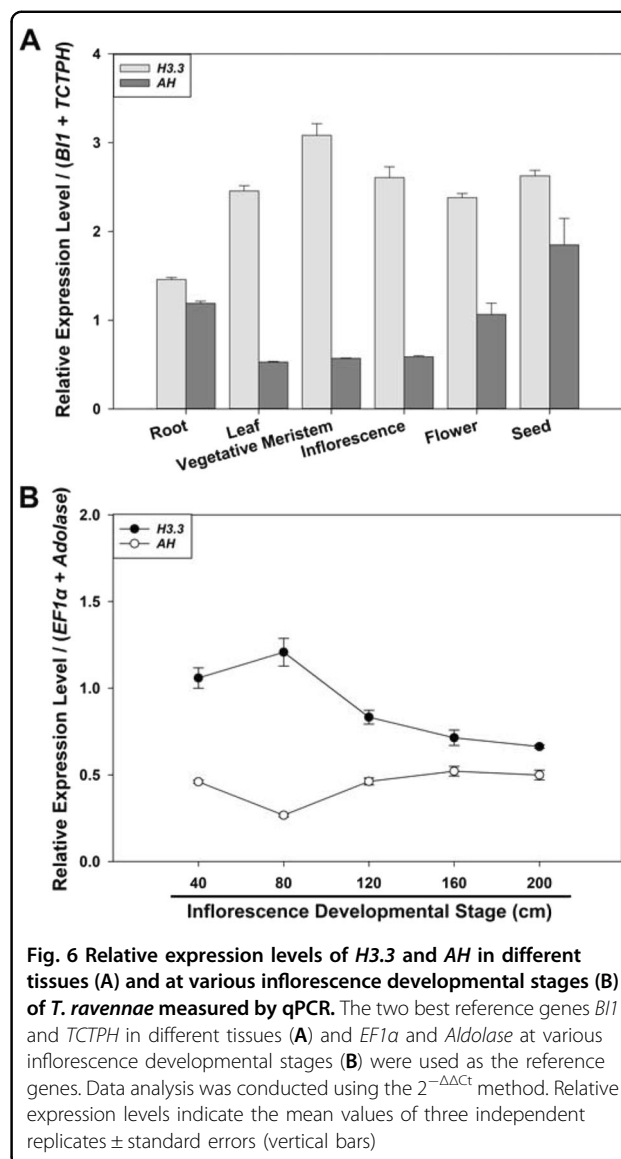 A
Relative Expression Level / (BI1 + TCTPH)
4
3
2
1
0
H3.3
AH
Root
Leaf
Vegetative Meristem
Inflorescence
Flower
Seed
B
Relative Expression Level / (EF1α + Adolase)
2.0
1.5
1.0
0.5
0.0
H3.3
AH
40 80 120 160 200
Inflorescence Developmental Stage (cm)
Fig. 6 Relative expression levels of H3.3 and AH in different
tissues (A) and at various inflorescence developmental stages (B)
of T. ravennae measured by qPCR. The two best reference genes BI1
and TCTPH in different tissues (A) and EF1α and Aldolase at various
inflorescence developmental stages (B) were used as the reference
genes. Data analysis was conducted using the 2−ΔΔCt method. Relative
expression levels indicate the mean values of three independent
replicates ± standard errors (vertical bars)